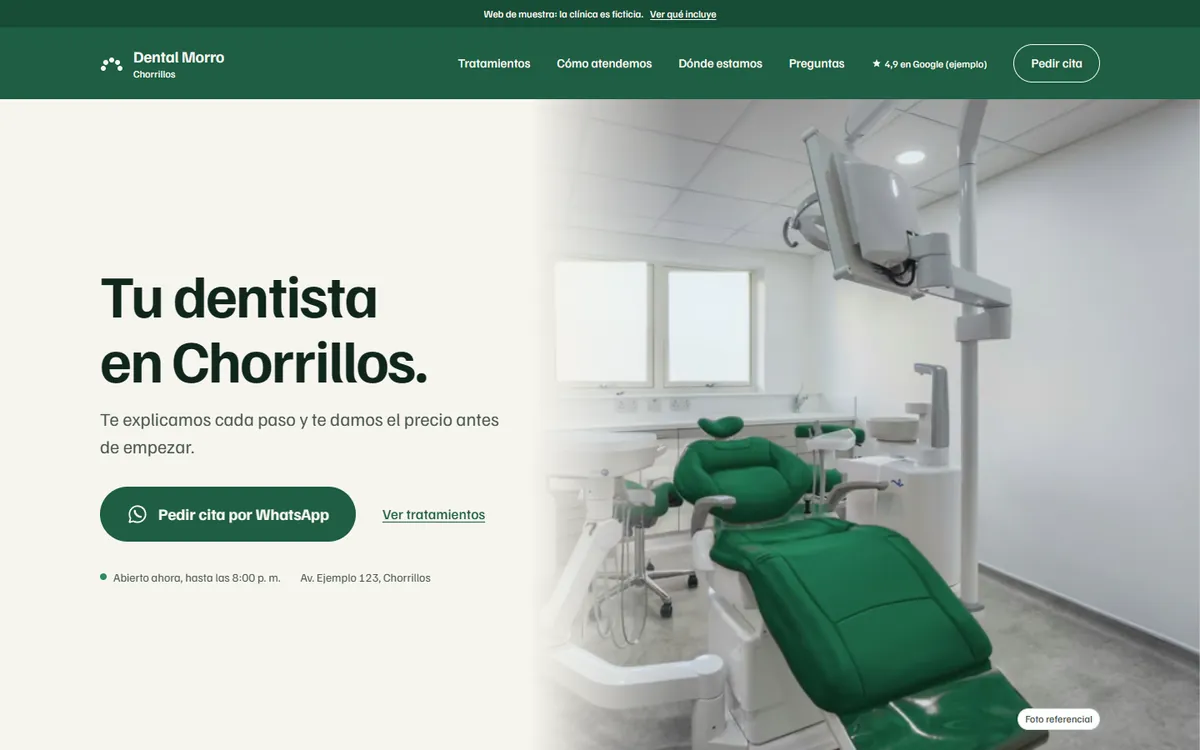 Web de muestra: la clínica es ficticia. Ver qué incluye
Dental Morro
Chorrillos
Tratamientos
Cómo atendemos
Dónde estamos
Preguntas
★ 4,9 en Google (ejemplo)
Pedir cita
Tu dentista
en Chorrillos.
Te explicamos cada paso y te damos el precio antes
de empezar.
Pedir cita por WhatsApp
Ver tratamientos
Abierto ahora, hasta las 8:00 p. m.
Av. Ejemplo 123, Chorrillos
Foto referencial